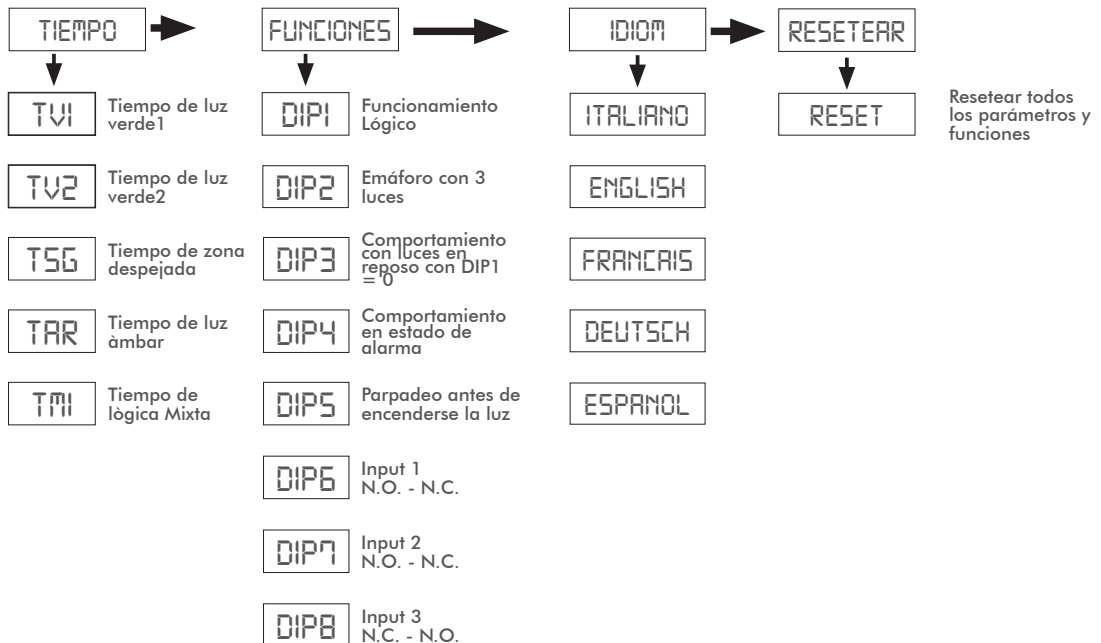 TIEMPO
FUNCIONES
IDIOM
RESETEAR
TV1
Tiempo de luz
verde1
TV2
Tiempo de luz
verde2
TSG
Tiempo de zona
despejada
TAR
Tiempo de luz
àmbar
TMI
Tiempo de
lògica Mixta
DIP1
Funcionamiento
Lógico
DIP2
Emáforo con 3
luces
DIP3
Comportamiento
con luces en
reposo con DIP1
= 0
DIP4
Comportamiento
en estado de
alarma
DIP5
Parpadeo antes de
encenderse la luz
DIP6
Input 1
N.O. - N.C.
DIP7
Input 2
N.O. - N.C.
DIP8
Input 3
N.C. - N.O.
ITALIANO
ENGLISH
FRANCAIS
DEUTSCH
ESPANOL
RESET
Resetear todos
los parámetros y
funciones